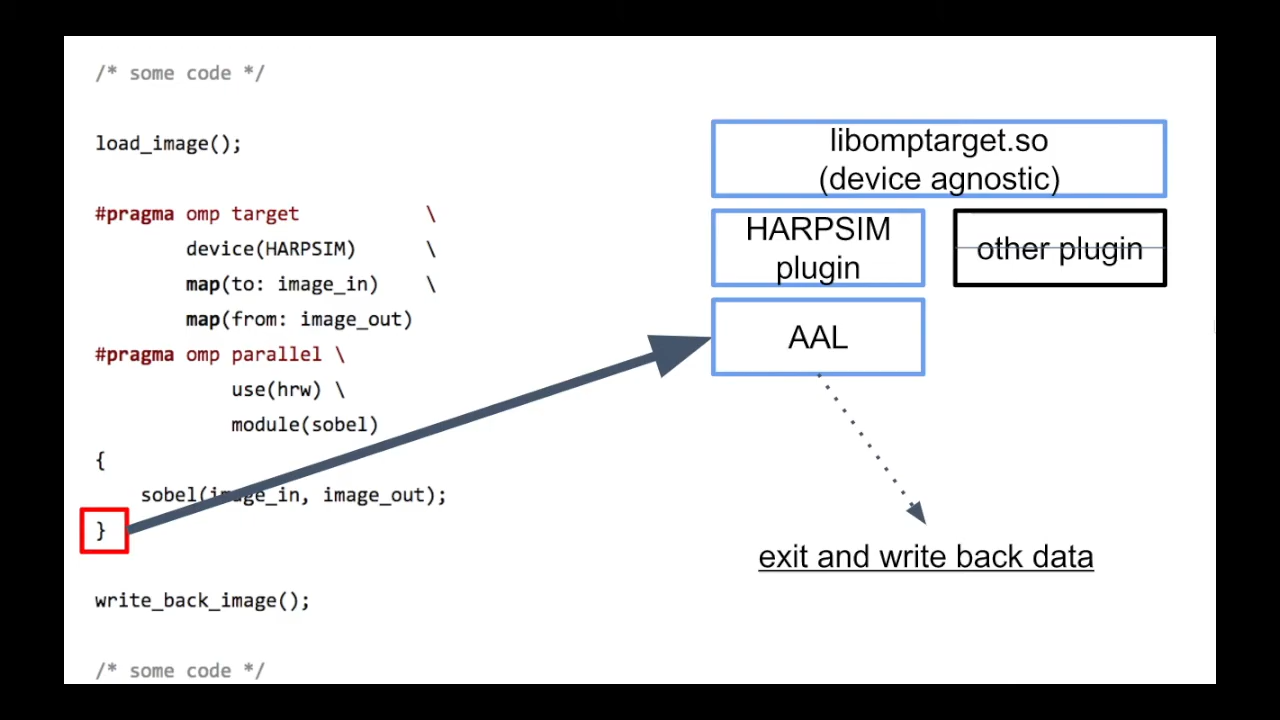 /* some code */
load_image();
#pragma omp target \
device(HARPSIM) \
map(to: image_in) \
map(from: image_out)
#pragma omp parallel \
use(hrw) \
module(sobel)
{
sobel(image_in, image_out);
}
write_back_image();
/* some code */
libomptarget.so
(device agnostic)
HARPSIM
plugin
other plugin
AAL
exit and write back data